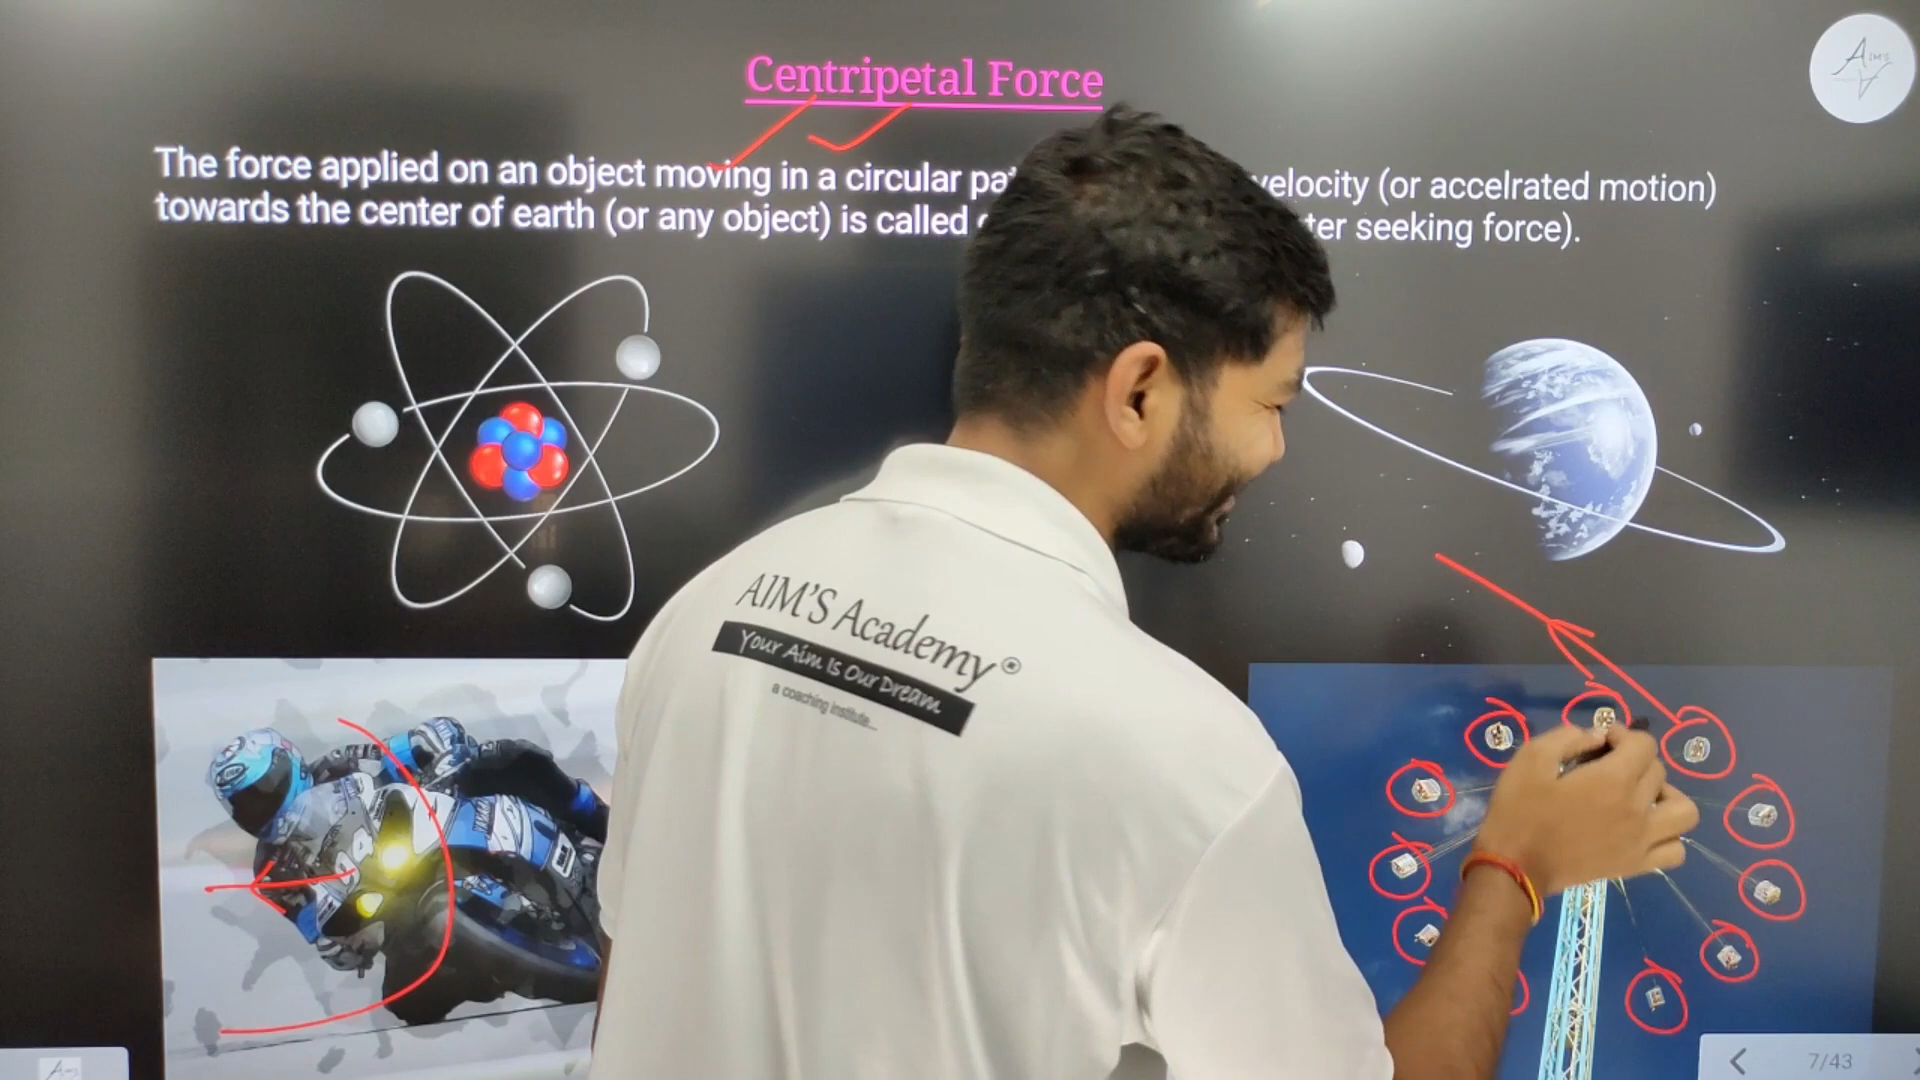 Centripetal Force
The force applied on an object moving in a circular velocity (or accelrated motion)
towards the center of earth (or any object) is called seeking force).
AIM'S
AIM'S Academy®
Your Aim Is Our Dream
a coaching institute...
YAMAHA
7/43